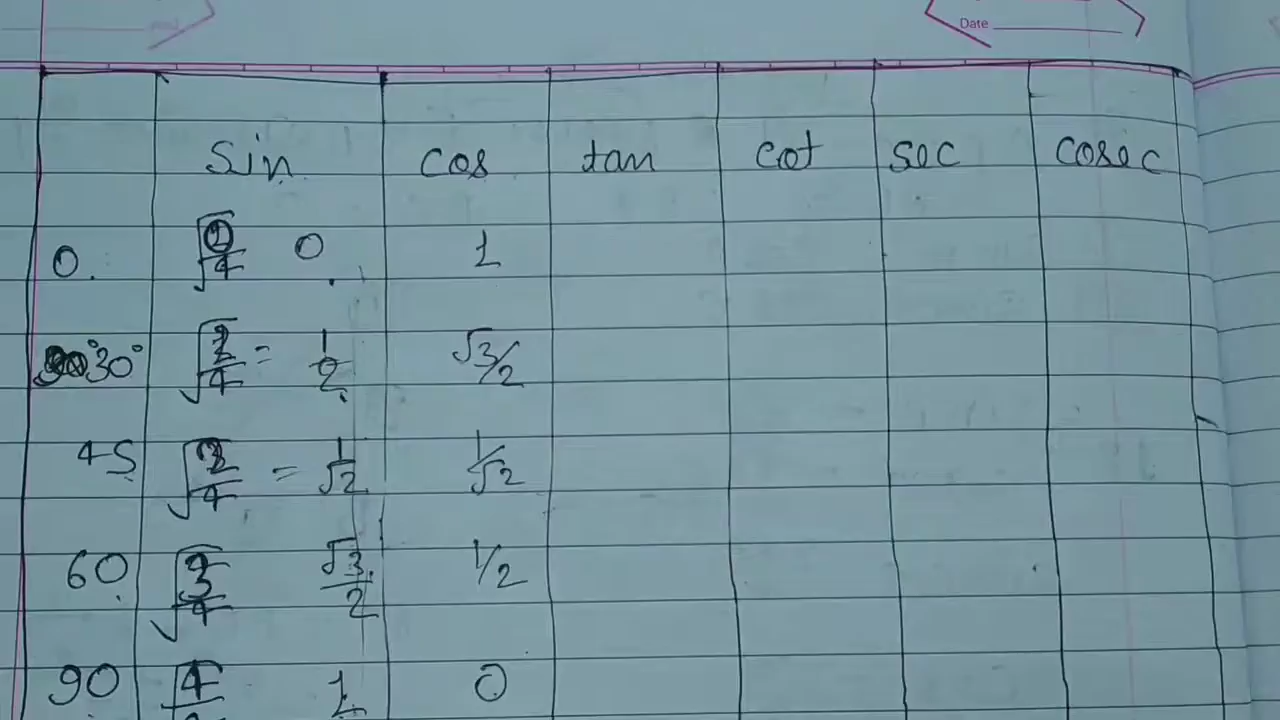 Date
Sin cos tan cot sec cosec
0. √0/4 0. 1
30° √1/4 = 1/2 √3/2
45 √2/4 = 1/√2 1/√2
60 √3/4 √3/2 1/2
90 √4 1 0